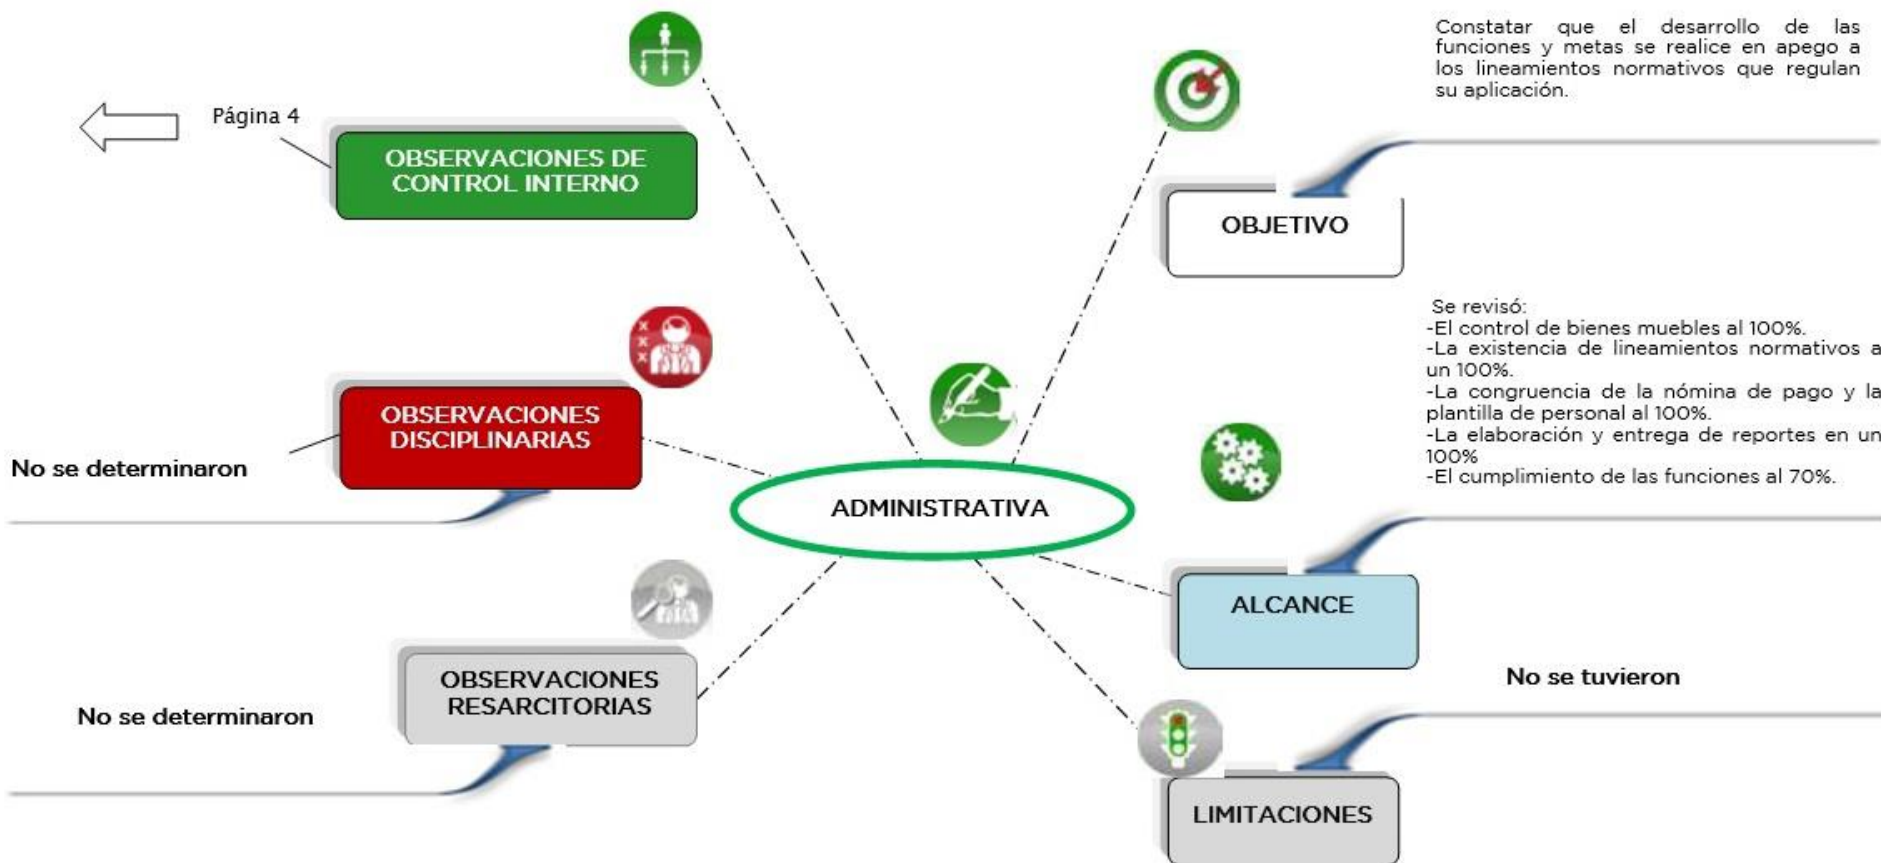 Constatar que el desarrollo de las
funciones y metas se realice en apego a
los lineamientos normativos que regulan
su aplicación.
Página 4
OBSERVACIONES DE
CONTROL INTERNO
OBJETIVO
Se revisó:
-El control de bienes muebles al 100%.
-La existencia de lineamientos normativos a
un 100%.
-La congruencia de la nómina de pago y la
plantilla de personal al 100%.
-La elaboración y entrega de reportes en un
100%
-El cumplimiento de las funciones al 70%.
OBSERVACIONES
DISCIPLINARIAS
No se determinaron
ADMINISTRATIVA
ALCANCE
OBSERVACIONES
RESARCITORIAS
No se determinaron
No se tuvieron
LIMITACIONES